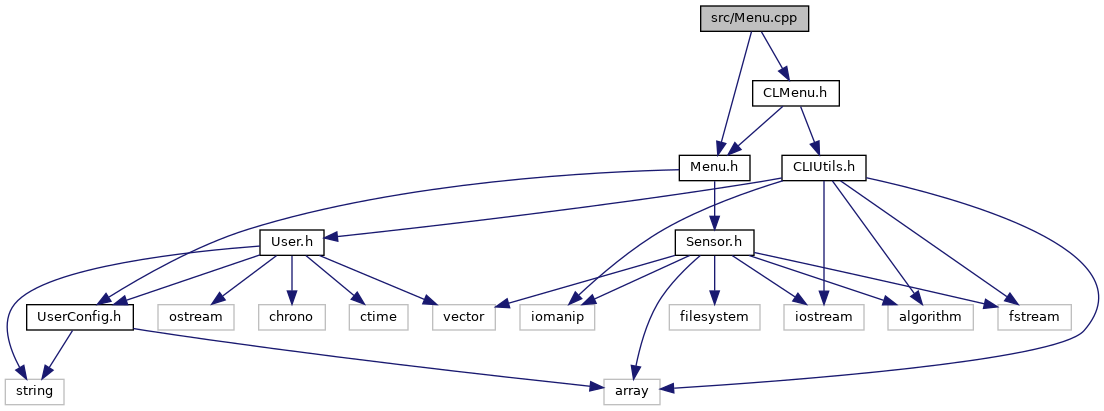 src/Menu.cpp
CLMenu.h
Menu.h
CLIUtils.h
User.h
Sensor.h
UserConfig.h
ostream
chrono
ctime
vector
iomanip
filesystem
iostream
algorithm
fstream
string
array